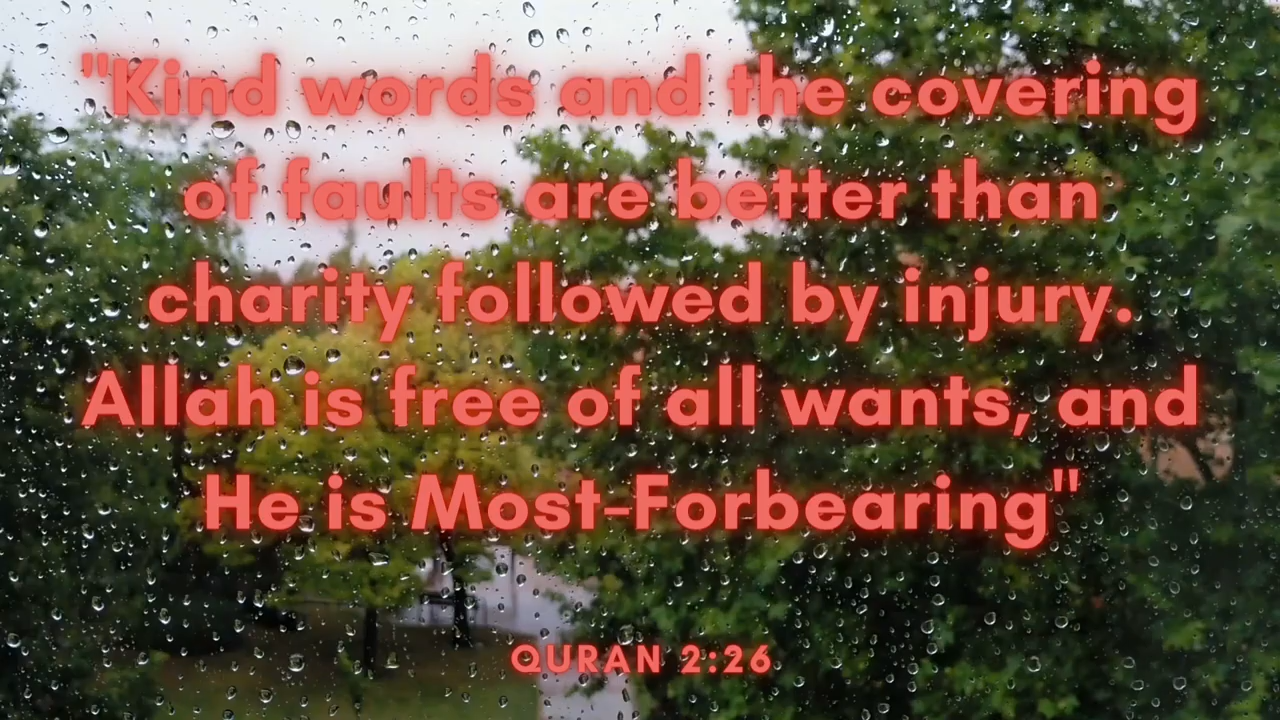 "Kind words and the covering
of faults are better than
charity followed by injury.
Allah is free of all wants, and
He is Most-Forbearing"
QURAN 2:26